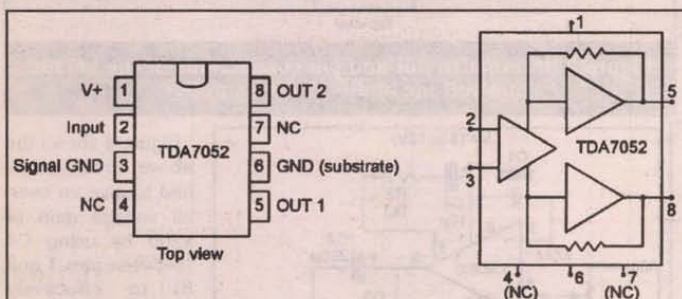 V+ 1 8 OUT 2
Input 2 7 NC
TDA7052
Signal GND 3 6 GND (substrate)
NC 4 5 OUT 1
Top view
1
2
3
5
TDA7052
8
4 6 7
(NC) (NC)